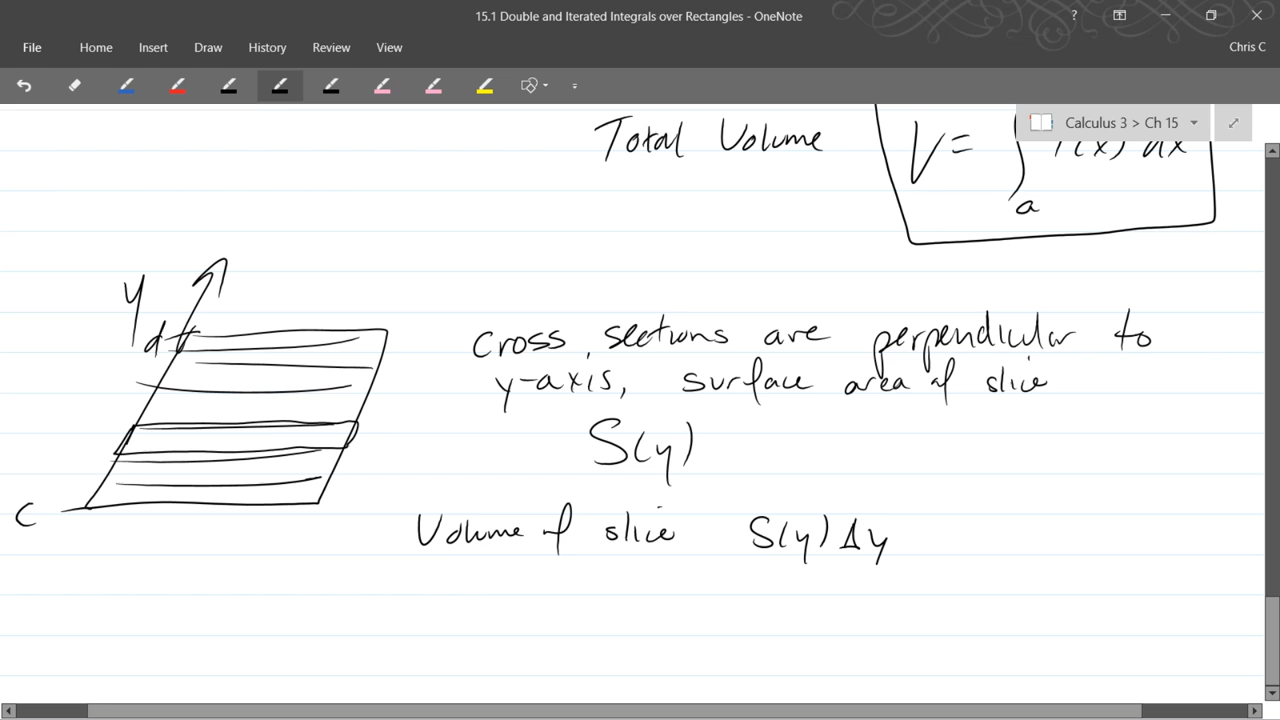 15.1 Double and Iterated Integrals over Rectangles - OneNote
?
File Home Insert Draw History Review View
Chris C
Calculus 3 > Ch 15
Total Volume V = ∫ (x) dx
a
y
d
cross sections are perpendicular to
y-axis, surface area of slice
S(y)
c
Volume of slice S(y) Δy